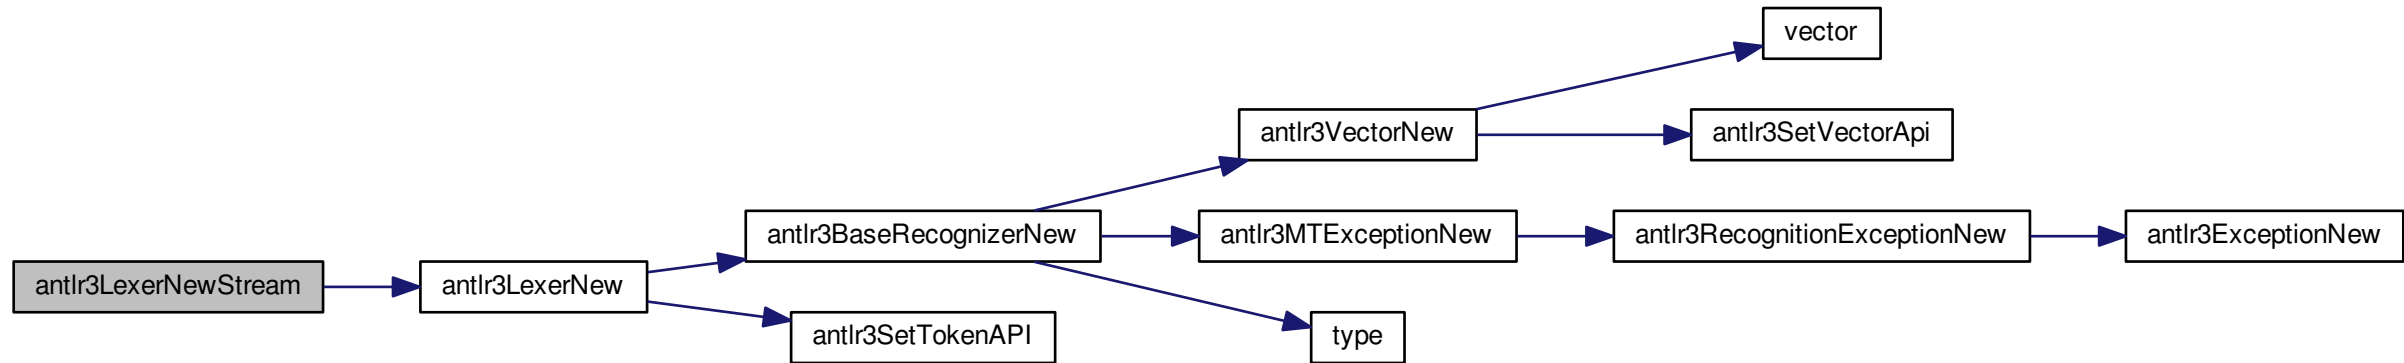 vector
antlr3VectorNew
antlr3SetVectorApi
antlr3BaseRecognizerNew
antlr3MTExceptionNew
antlr3RecognitionExceptionNew
antlr3ExceptionNew
antlr3LexerNewStream
antlr3LexerNew
antlr3SetTokenAPI
type